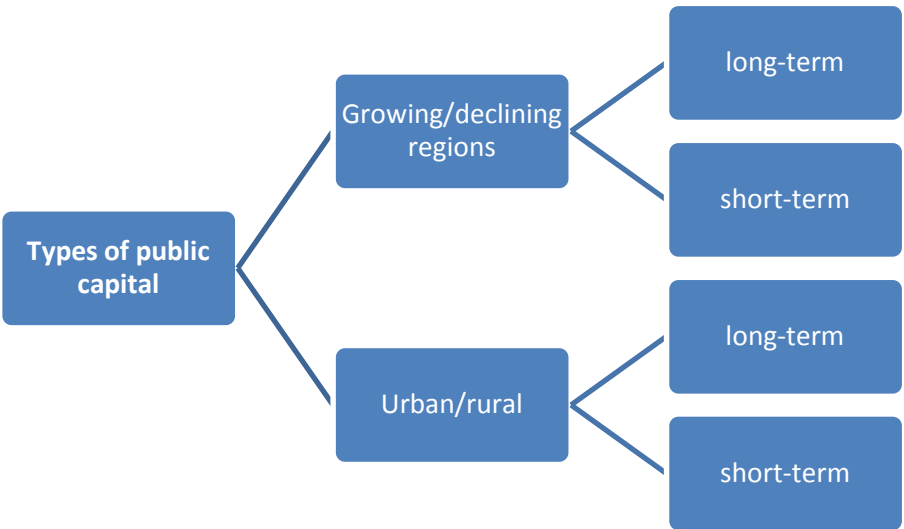 Types of public
capital
Growing/declining
regions
long-term
short-term
Urban/rural
long-term
short-term